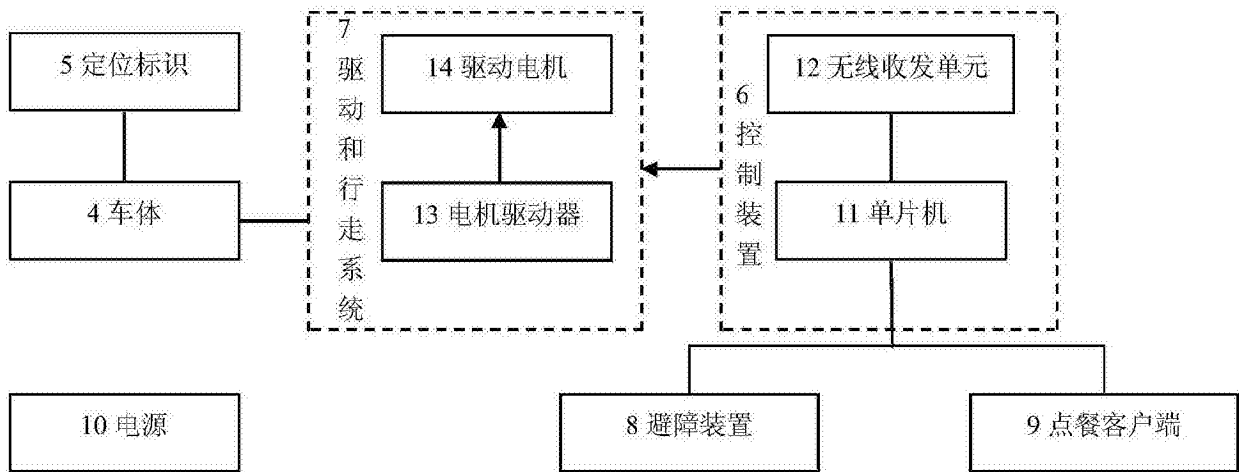 5 定位标识
4 车体
10 电源
7 驱动和行走系统
14 驱动电机
13 电机驱动器
6 控制装置
12 无线收发单元
11 单片机
8 避障装置
9 点餐客户端